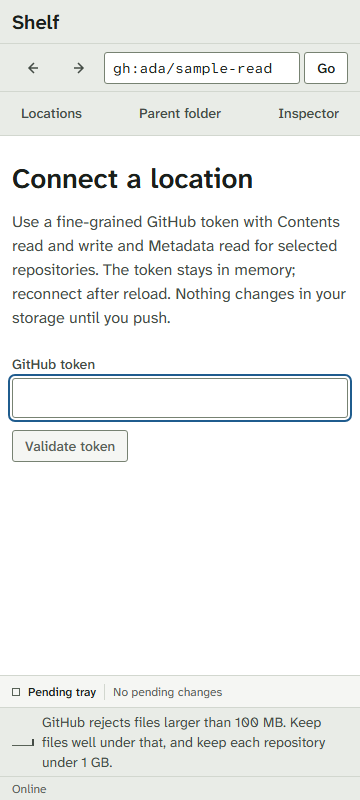 Shelf
gh:ada/sample-read
Go
Locations
Parent folder
Inspector
Connect a location
Use a fine-grained GitHub token with Contents
read and write and Metadata read for selected
repositories. The token stays in memory;
reconnect after reload. Nothing changes in your
storage until you push.
GitHub token
Validate token
Pending tray
No pending changes
GitHub rejects files larger than 100 MB. Keep
files well under that, and keep each repository
under 1 GB.
Online